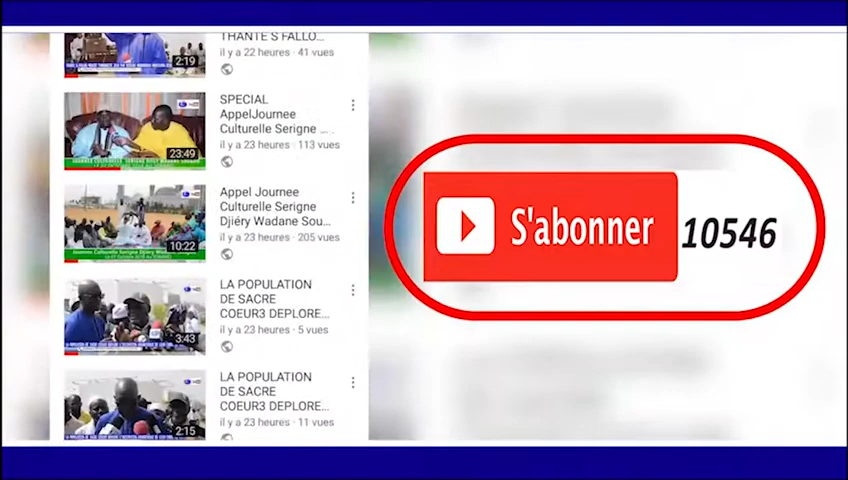 THANTE S FALLO...
il y a 22 heures · 41 vues
2:19
SPECIAL
AppelJournee
Culturelle Serigne ...
il y a 23 heures · 113 vues
23:49
Appel Journee
Culturelle Serigne
Djiéry Wadane Sou...
il y a 23 heures · 205 vues
10:22
LA POPULATION
DE SACRE
COEUR3 DEPLORE...
il y a 23 heures · 5 vues
3:43
LA POPULATION
DE SACRE
COEUR3 DEPLORE...
il y a 23 heures · 11 vues
2:15
S'abonner
10546